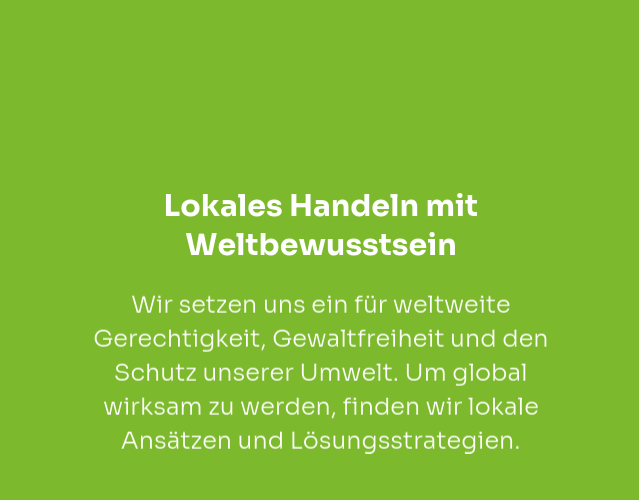 Lokales Handeln mit
Weltbewusstsein
Wir setzen uns ein für weltweite
Gerechtigkeit, Gewaltfreiheit und den
Schutz unserer Umwelt. Um global
wirksam zu werden, finden wir lokale
Ansätzen und Lösungsstrategien.